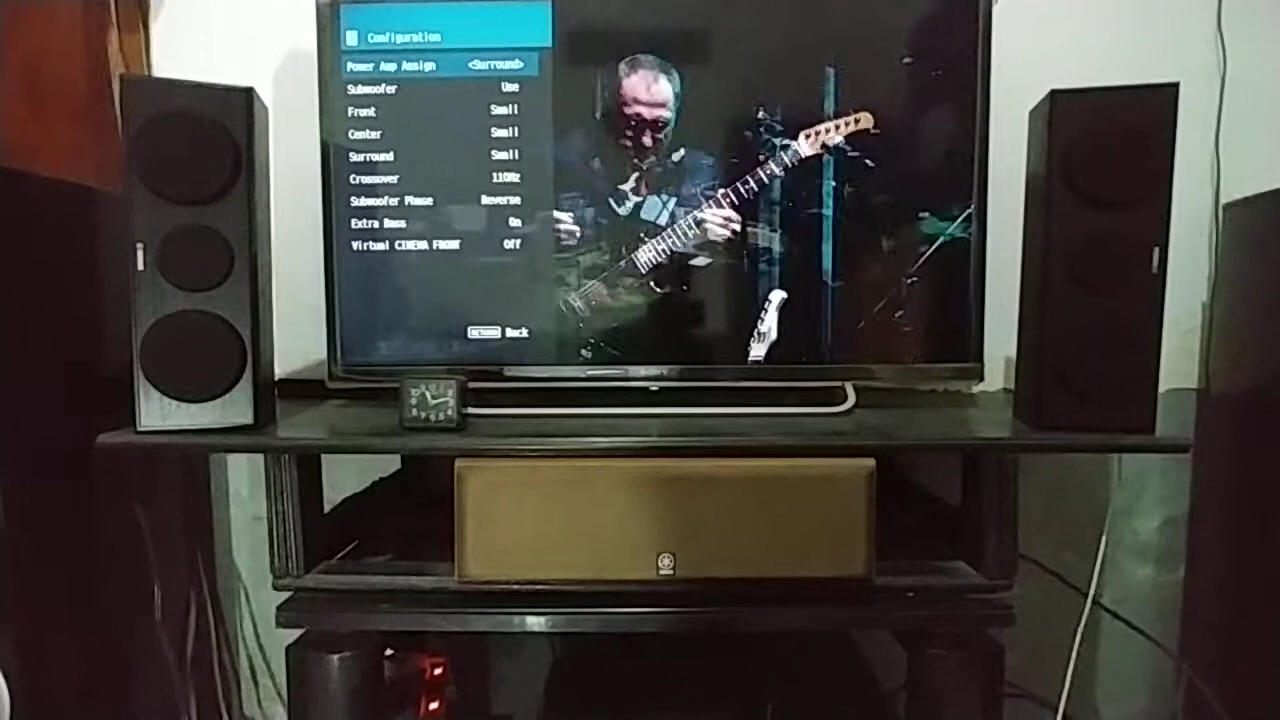 Configuration
Power Amp Assign <Surround>
Subwoofer Use
Front Small
Center Small
Surround Small
Crossover 110Hz
Subwoofer Phase Reverse
Extra Bass On
Virtual CINEMA FRONT Off
RETURN Back